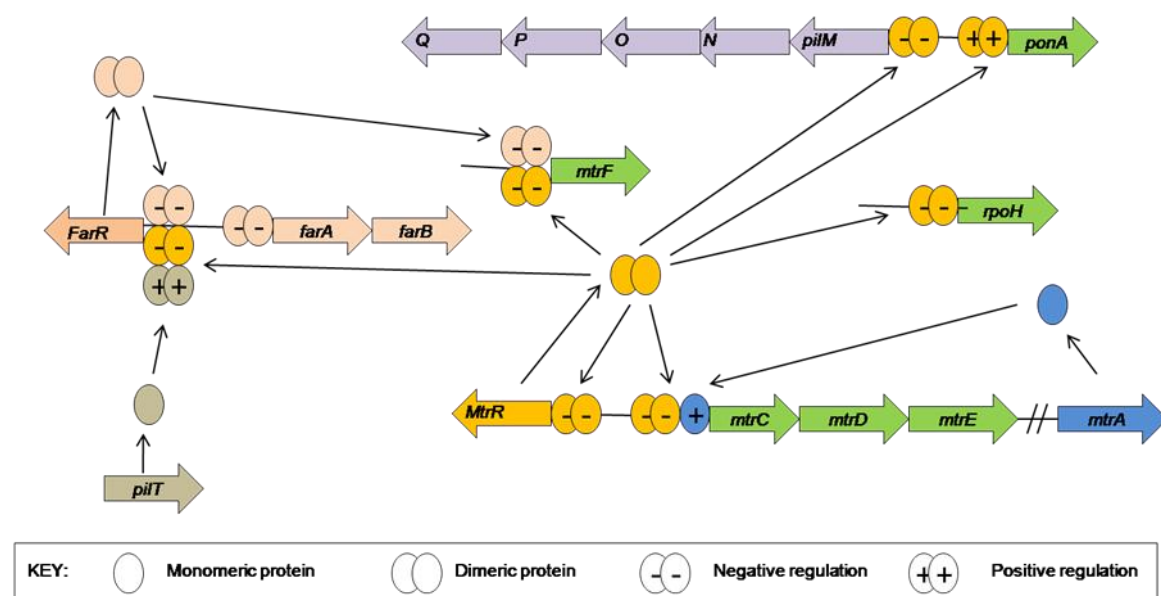 Q P O N pilM - - + + ponA
- -
- - mtrF
- - rpoH
- -
FarR - - - - farA farB
+ +
MtrR - - - - + mtrC mtrD mtrE // mtrA
pilT
KEY: Monomeric protein Dimeric protein - - Negative regulation + + Positive regulation